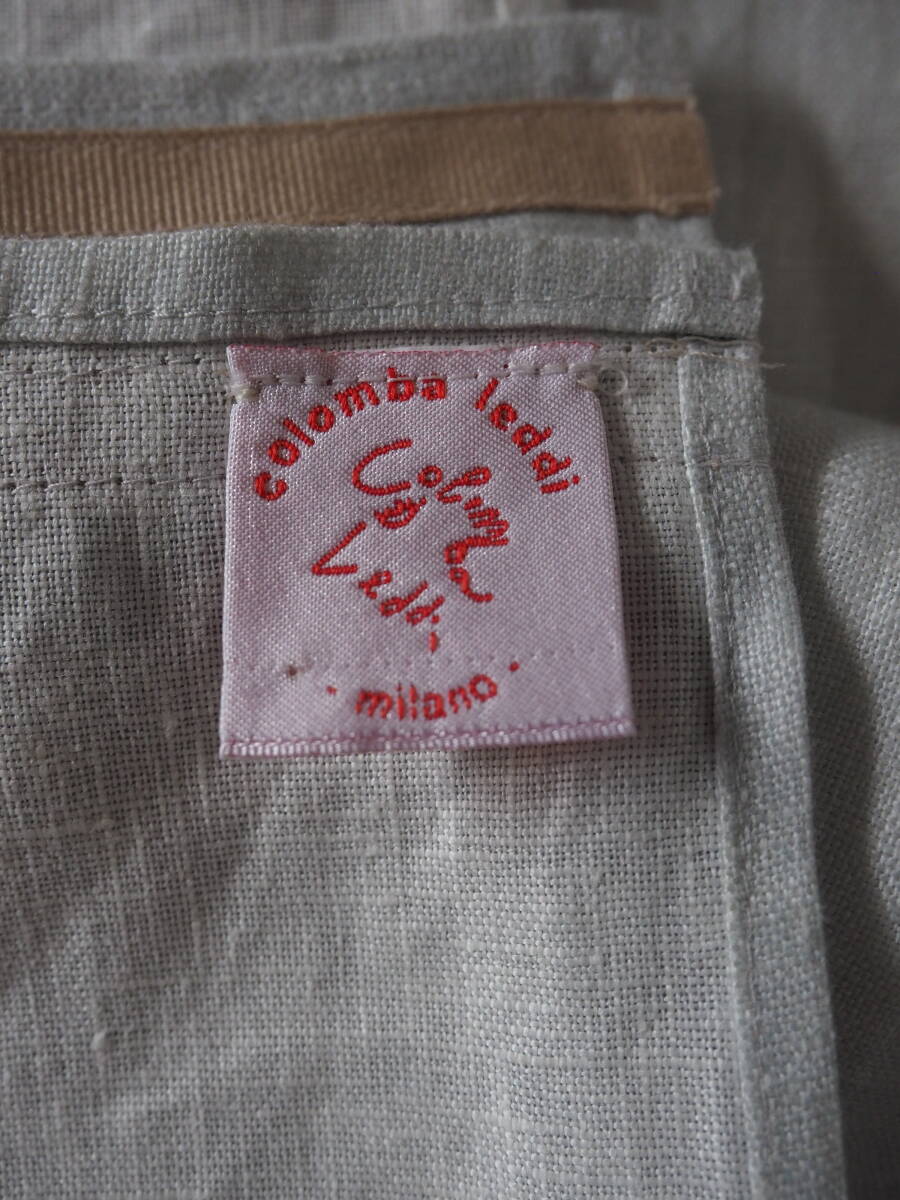 colomba leddi
Colomba
Leddi
· milano ·